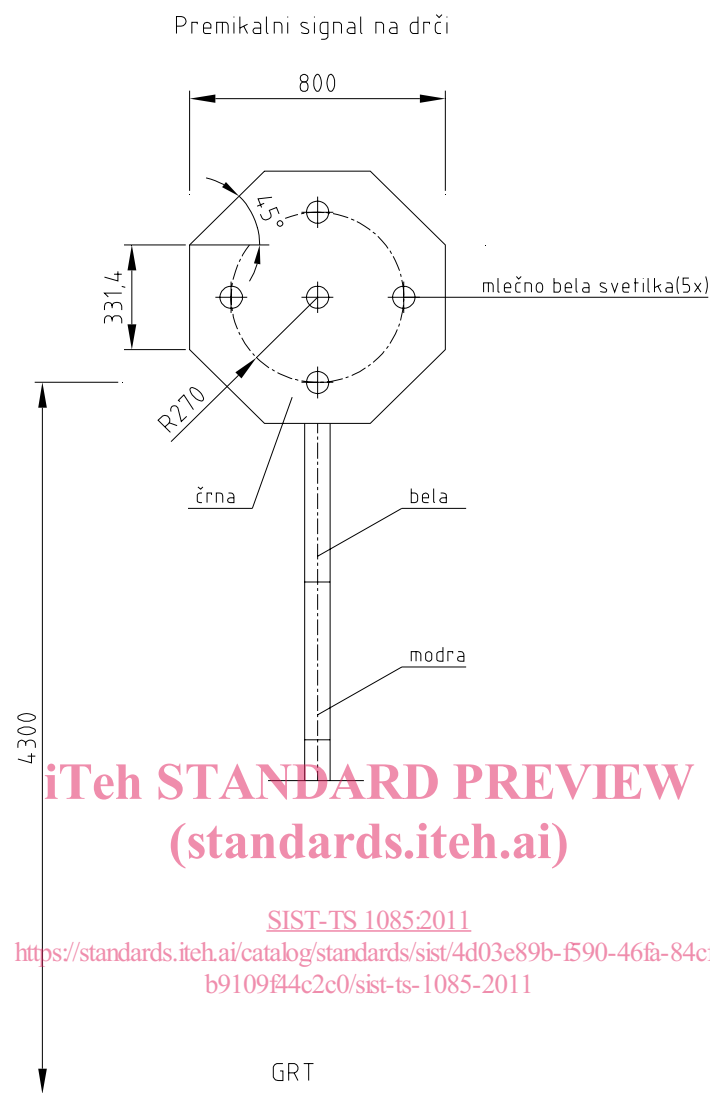 Premikalni signal na drči
800
45°
331,4
mlečno bela svetilka(5x)
R270
črna
bela
modra
4300
iTeh STANDARD PREVIEW
(standards.iteh.ai)
SIST-TS 1085:2011
https://standards.iteh.ai/catalog/standards/sist/4d03e89b-f590-46fa-84c
b9109f44c2c0/sist-ts-1085-2011
GRT